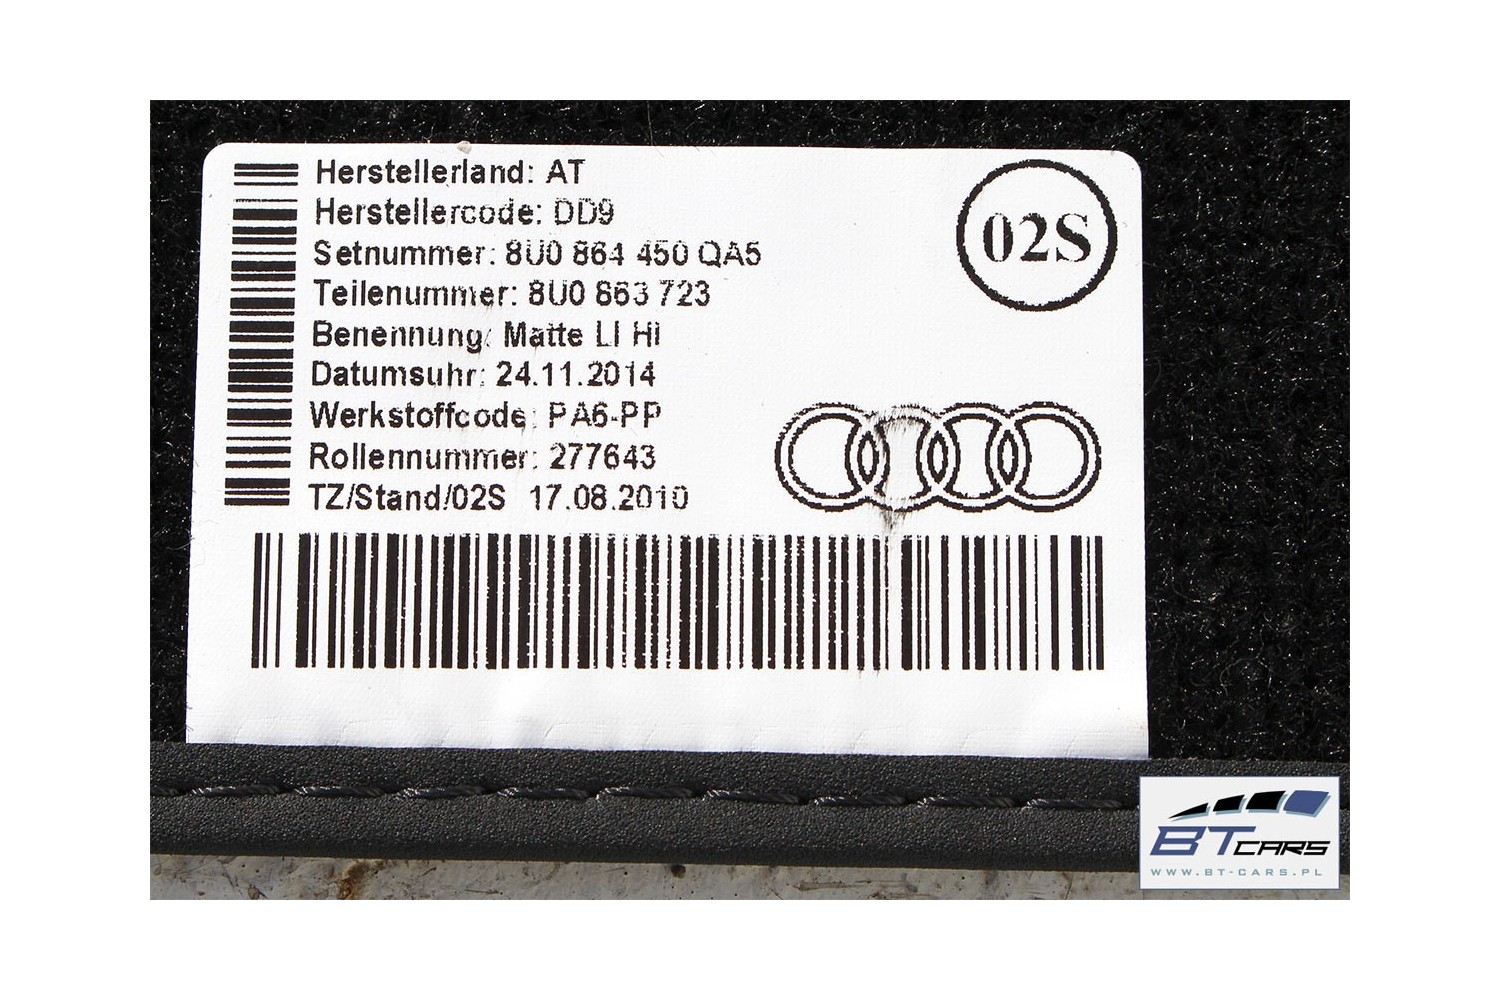 Herstellerland: AT
Herstellercode: DD9
Setnummer: 8U0 864 450 QA5
Teilenummer: 8U0 863 723
Benennung: Matte LI HI
Datumsuhr: 24.11.2014
Werkstoffcode: PA6-PP
Rollennummer: 277643
TZ/Stand/02S 17.08.2010
02S
BT CARS
WWW.BT-CARS.PL